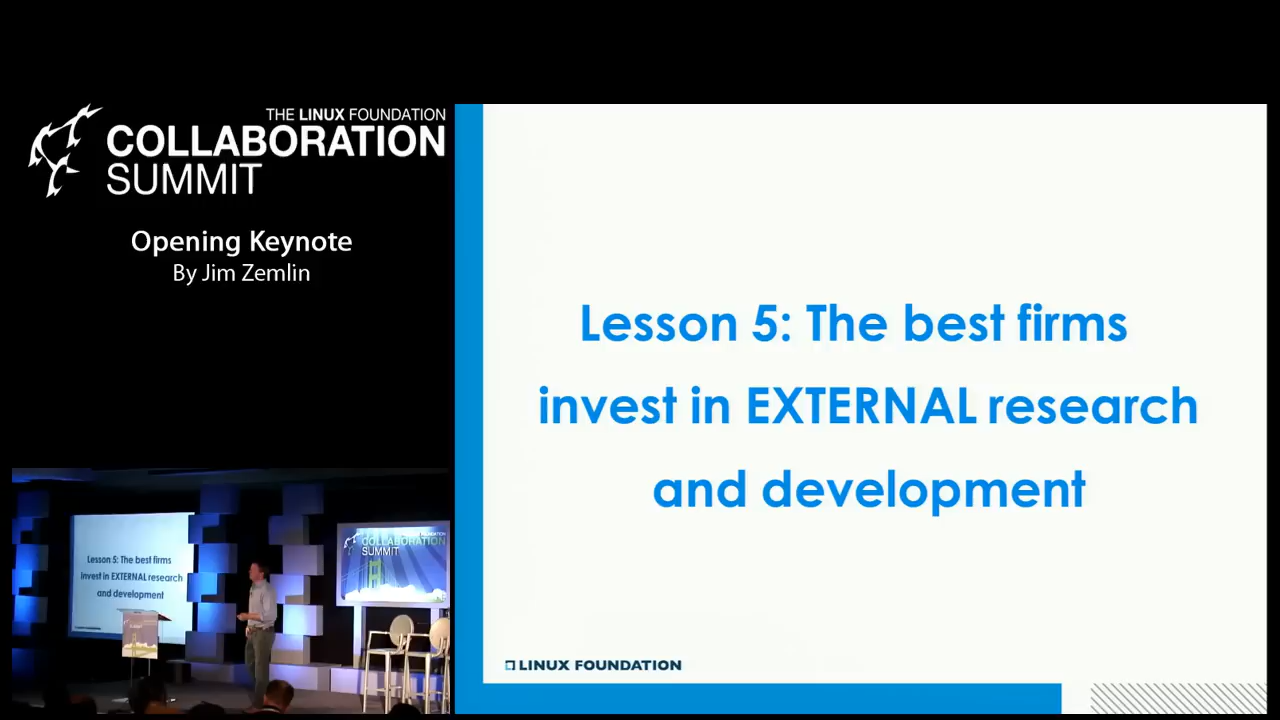 THE LINUX FOUNDATION
COLLABORATION
SUMMIT
Opening Keynote
By Jim Zemlin
Lesson 5: The best firms
invest in EXTERNAL research
and development
LINUX FOUNDATION
Lesson 5: The best firms
invest in EXTERNAL research
and development
COLLABORATION
SUMMIT